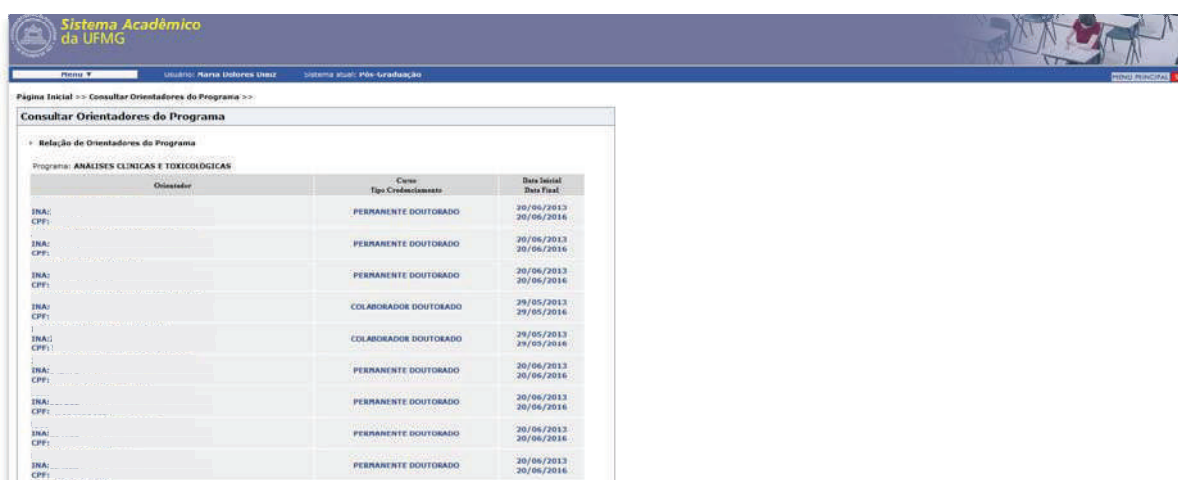 Sistema Acadêmico
da UFMG
Menu ▼ Usuário: Maria Dolores Diniz Sistema atual: Pós-Graduação MENU PRINCIPAL
Página Inicial >> Consultar Orientadores do Programa >>
Consultar Orientadores do Programa
Relação de Orientadores do Programa
Programa: ANÁLISES CLÍNICAS E TOXICOLÓGICAS
Orientador Curso Data Inicial
Tipo Credenciamento Data Final
INA: PERMANENTE DOUTORADO 20/06/2013
CPF: 20/06/2016
INA: PERMANENTE DOUTORADO 20/06/2013
CPF: 20/06/2016
INA: PERMANENTE DOUTORADO 20/06/2013
CPF: 20/06/2016
INA: COLABORADOR DOUTORADO 29/05/2013
CPF: 29/05/2016
INA: COLABORADOR DOUTORADO 29/05/2013
CPF: 29/05/2016
INA: PERMANENTE DOUTORADO 20/06/2013
CPF: 20/06/2016
INA: PERMANENTE DOUTORADO 20/06/2013
CPF: 20/06/2016
INA: PERMANENTE DOUTORADO 20/06/2013
CPF: 20/06/2016
INA: PERMANENTE DOUTORADO 20/06/2013
CPF: 20/06/2016